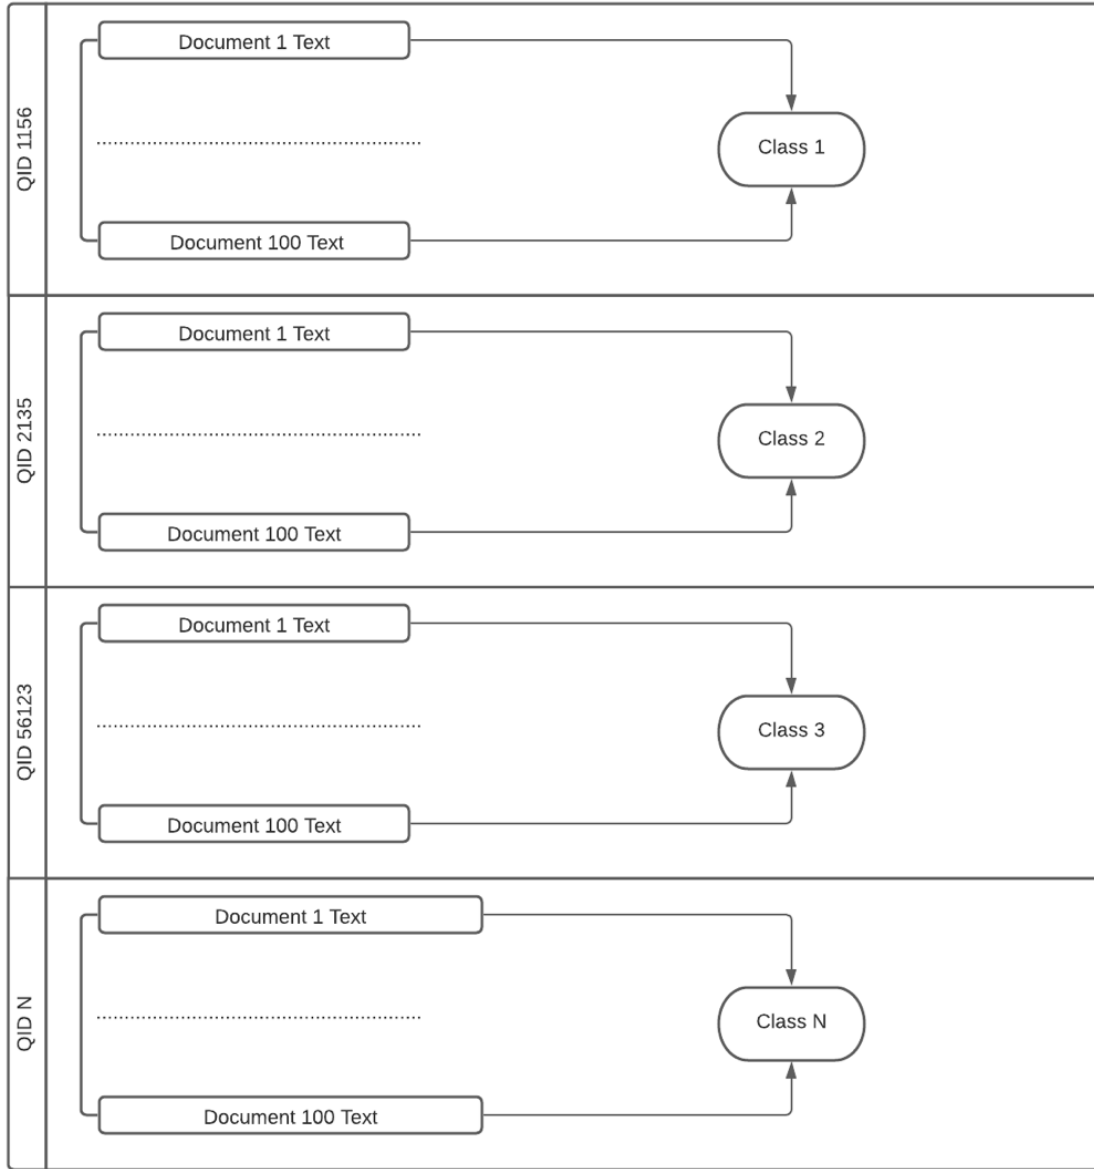 QID 1156
Document 1 Text
Class 1
Document 100 Text
QID 2135
Document 1 Text
Class 2
Document 100 Text
QID 56123
Document 1 Text
Class 3
Document 100 Text
QID N
Document 1 Text
Class N
Document 100 Text